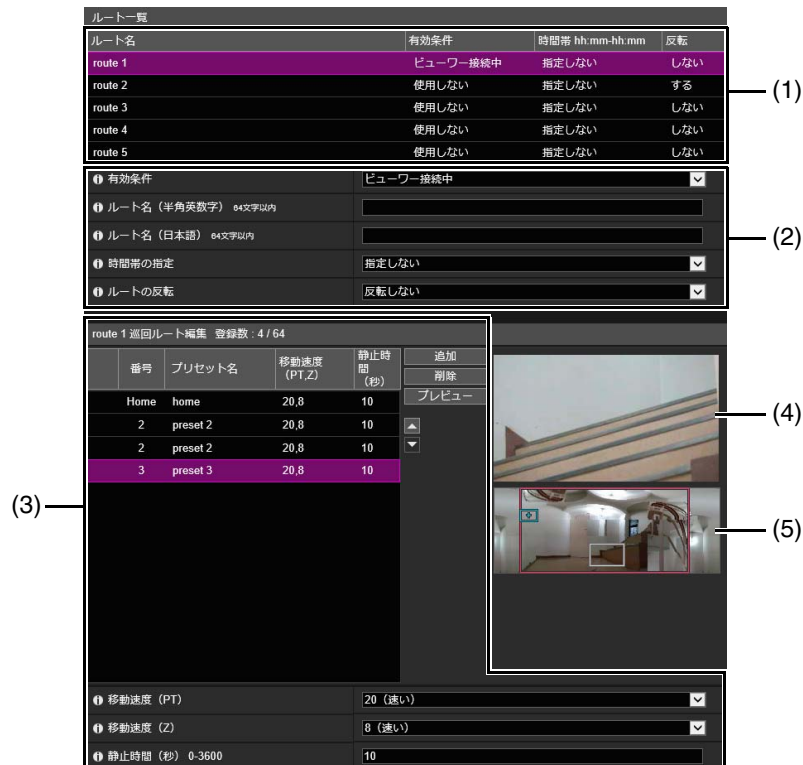 ルート一覧
ルート名 有効条件 時間帯 hh:mm-hh:mm 反転
route 1 ビューワー接続中 指定しない しない
route 2 使用しない 指定しない する
route 3 使用しない 指定しない しない
route 4 使用しない 指定しない しない
route 5 使用しない 指定しない しない
(1)
有効条件 ビューワー接続中
ルート名（半角英数字） 64文字以内
ルート名（日本語） 64文字以内
時間帯の指定 指定しない
ルートの反転 反転しない
(2)
route 1 巡回ルート編集 登録数 : 4 / 64
番号 プリセット名 移動速度（PT,Z） 静止時間（秒）
追加
削除
プレビュー
Home home 20,8 10
2 preset 2 20,8 10
2 preset 2 20,8 10
3 preset 3 20,8 10
(3)
(4)
(5)
移動速度（PT） 20（速い）
移動速度（Z） 8（速い）
静止時間（秒） 0-3600 10